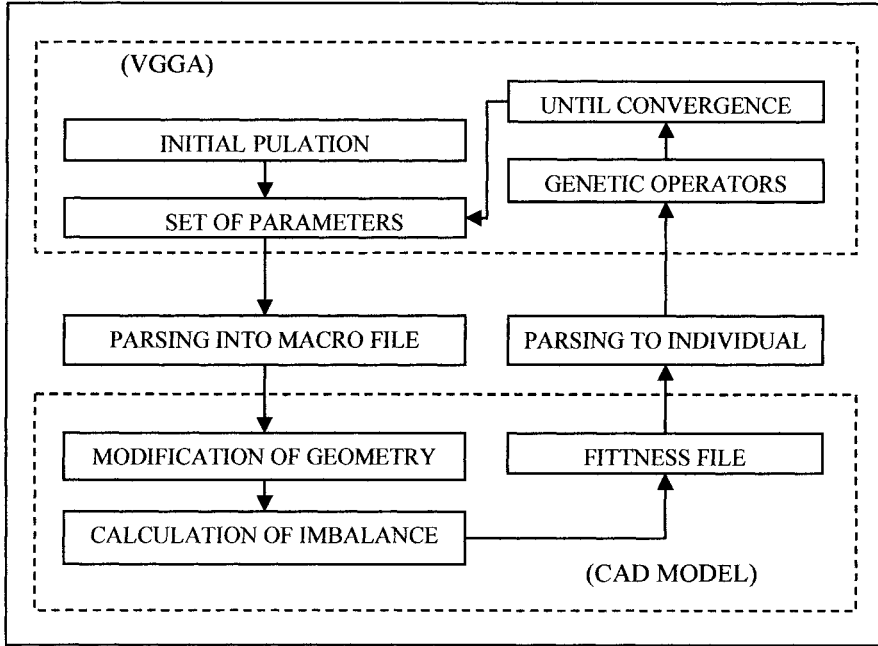 (VGGA)
UNTIL CONVERGENCE
INITIAL PULATION
GENETIC OPERATORS
SET OF PARAMETERS
PARSING INTO MACRO FILE
PARSING TO INDIVIDUAL
MODIFICATION OF GEOMETRY
FITTNESS FILE
CALCULATION OF IMBALANCE
(CAD MODEL)